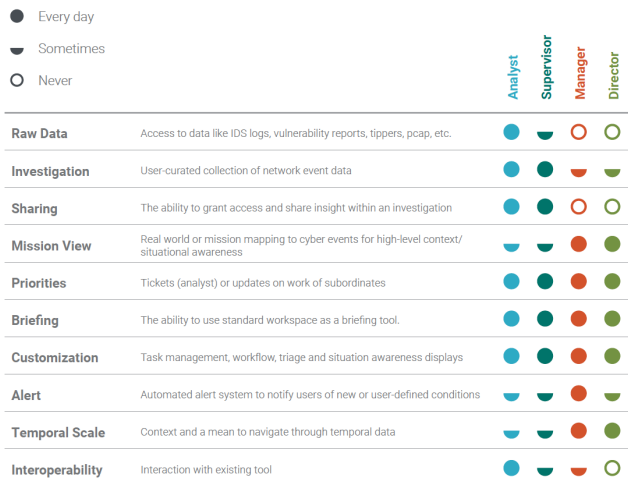 Every day
Sometimes
Never
Analyst
Supervisor
Manager
Director
Raw Data
Access to data like IDS logs, vulnerability reports, tippers, pcap, etc.
Investigation
User-curated collection of network event data
Sharing
The ability to grant access and share insight within an investigation
Mission View
Real world or mission mapping to cyber events for high-level context/
situational awareness
Priorities
Tickets (analyst) or updates on work of subordinates
Briefing
The ability to use standard workspace as a briefing tool.
Customization
Task management, workflow, triage and situation awareness displays
Alert
Automated alert system to notify users of new or user-defined conditions
Temporal Scale
Context and a mean to navigate through temporal data
Interoperability
Interaction with existing tool